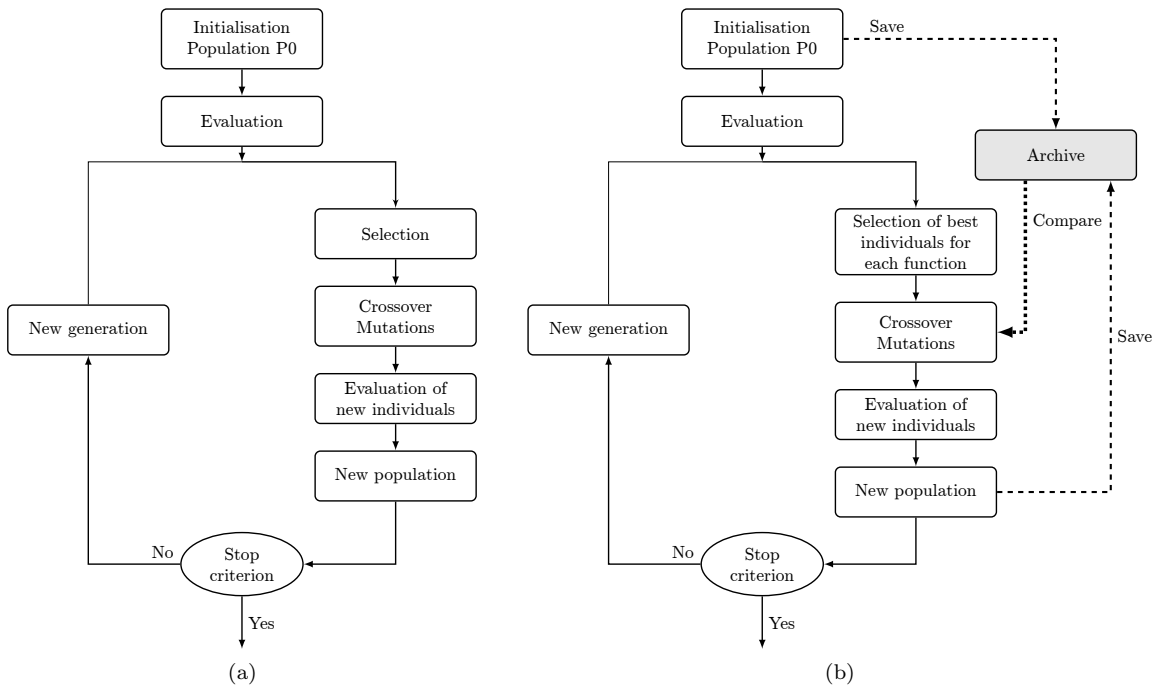 Initialisation
Population P0
Evaluation
Selection
Crossover
Mutations
New generation
Evaluation of
new individuals
New population
No
Stop
criterion
Yes
(a)
Initialisation
Population P0
Save
Evaluation
Archive
Selection of best
individuals for
each function
Compare
Crossover
Mutations
New generation
Save
Evaluation of
new individuals
New population
No
Stop
criterion
Yes
(b)